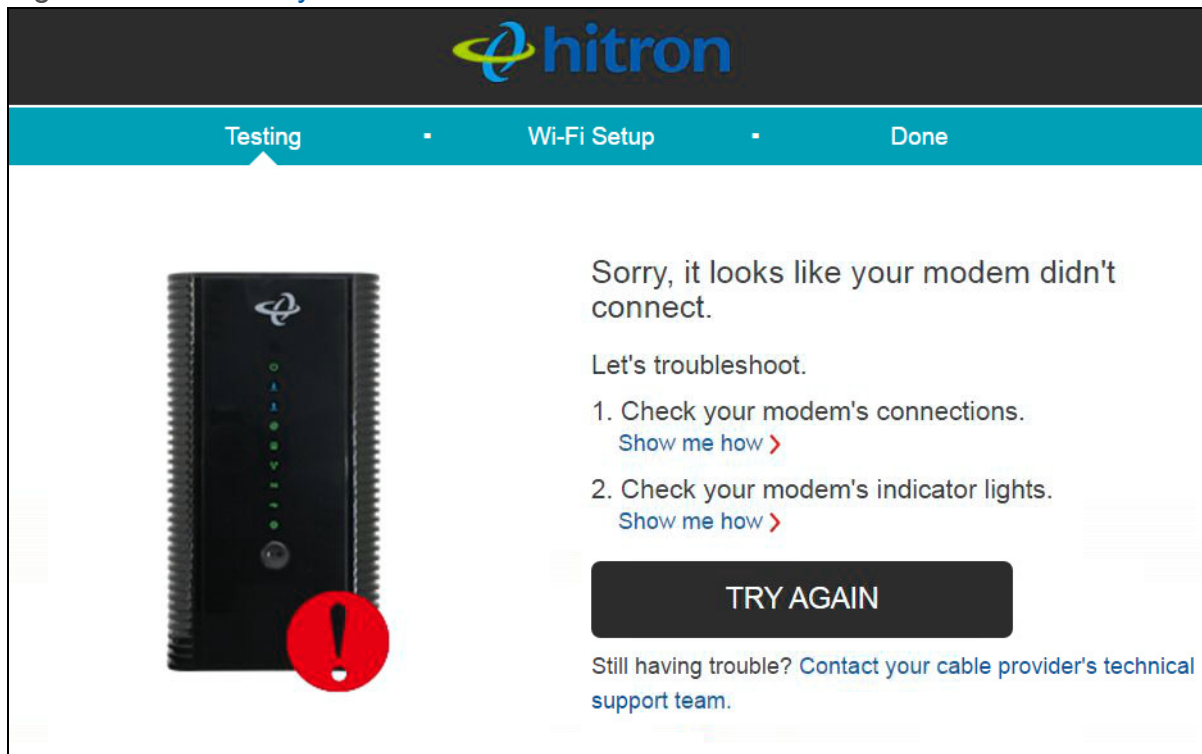 hitron
Testing
Wi-Fi Setup
Done
Sorry, it looks like your modem didn't
connect.
Let's troubleshoot.
1. Check your modem's connections.
Show me how
2. Check your modem's indicator lights.
Show me how
TRY AGAIN
Still having trouble? Contact your cable provider's technical
support team.